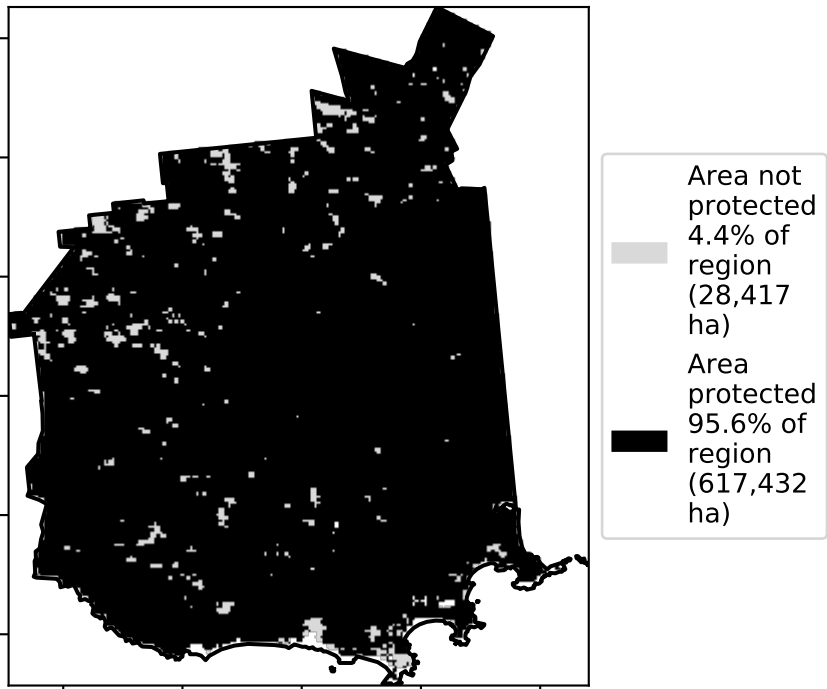 Area not
protected
4.4% of
region
(28,417
ha)
Area
protected
95.6% of
region
(617,432
ha)